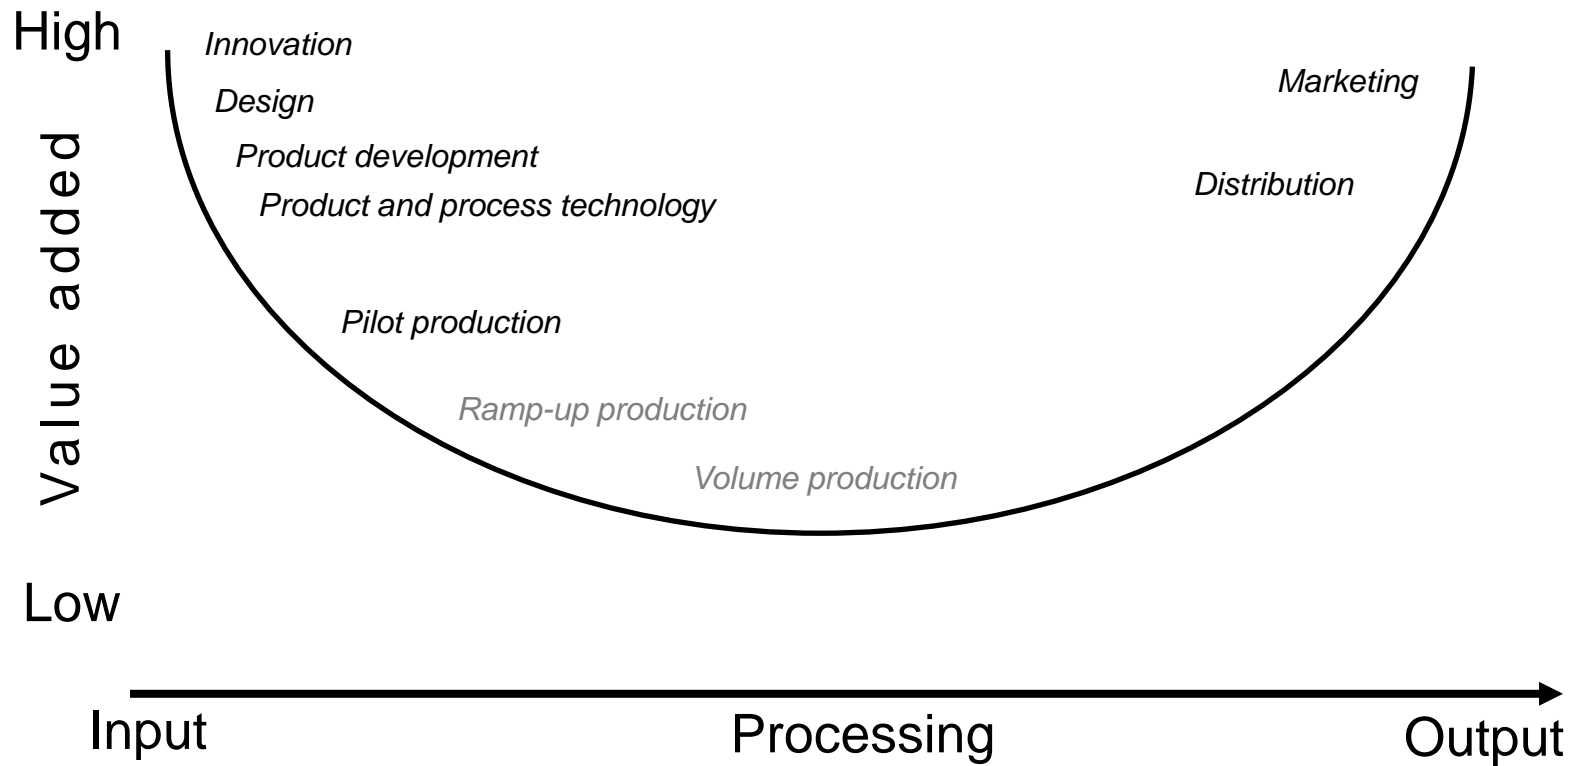 High
Innovation
Marketing
Design
Product development
Distribution
Product and process technology
Value added
Pilot production
Ramp-up production
Volume production
Low
Input
Processing
Output